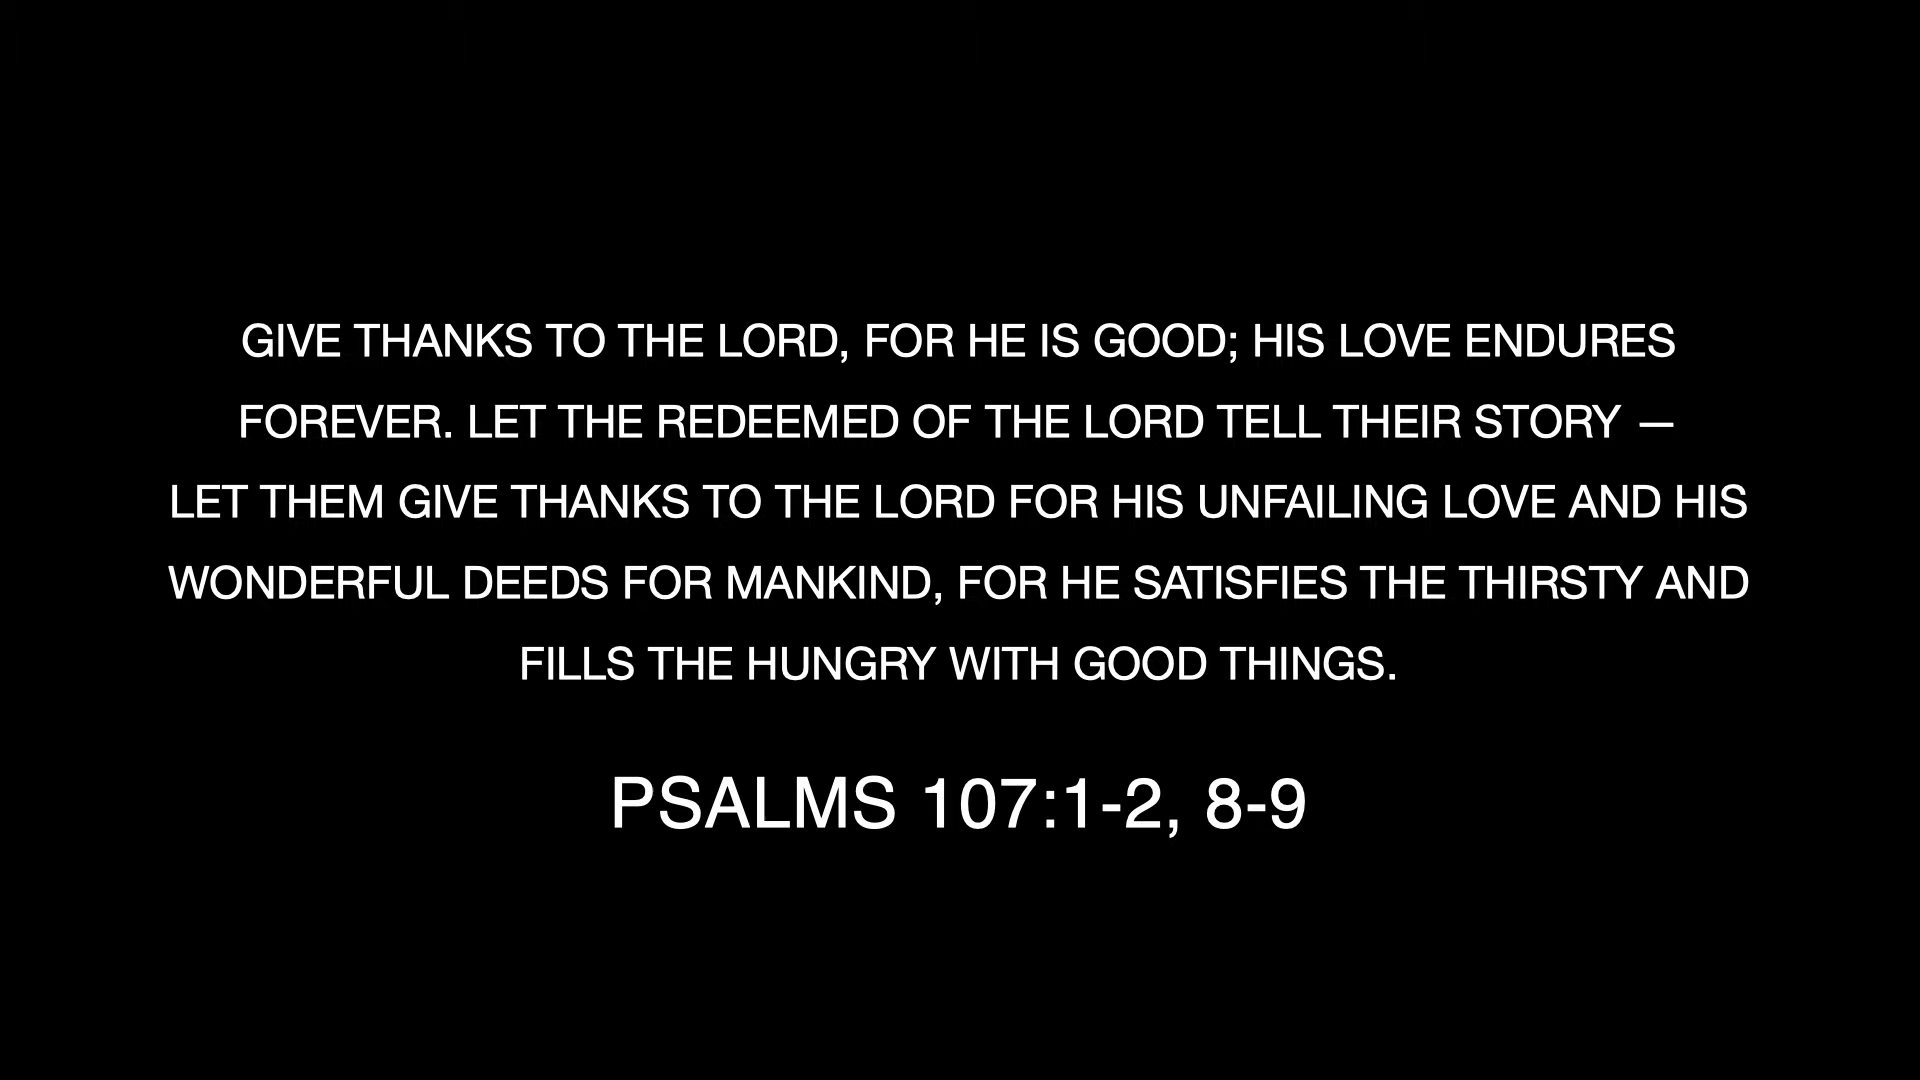 GIVE THANKS TO THE LORD, FOR HE IS GOOD; HIS LOVE ENDURES
FOREVER. LET THE REDEEMED OF THE LORD TELL THEIR STORY —
LET THEM GIVE THANKS TO THE LORD FOR HIS UNFAILING LOVE AND HIS
WONDERFUL DEEDS FOR MANKIND, FOR HE SATISFIES THE THIRSTY AND
FILLS THE HUNGRY WITH GOOD THINGS.
PSALMS 107:1-2, 8-9